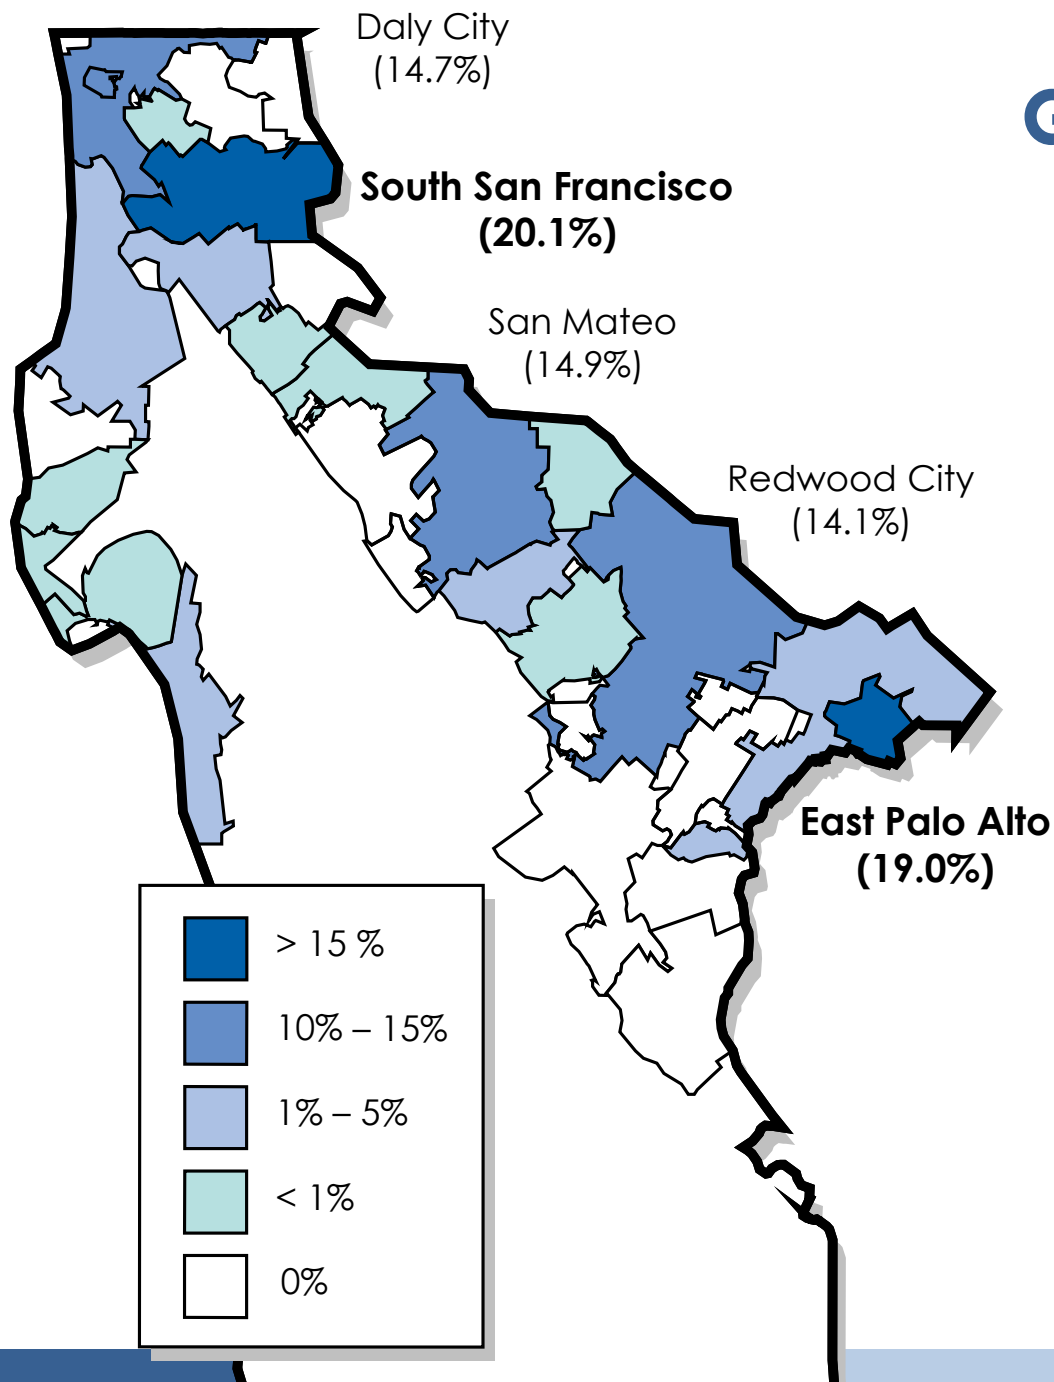 Daly City
(14.7%)
G
South San Francisco
(20.1%)
San Mateo
(14.9%)
Redwood City
(14.1%)
East Palo Alto
(19.0%)
> 15 %
10% – 15%
1% – 5%
< 1%
0%